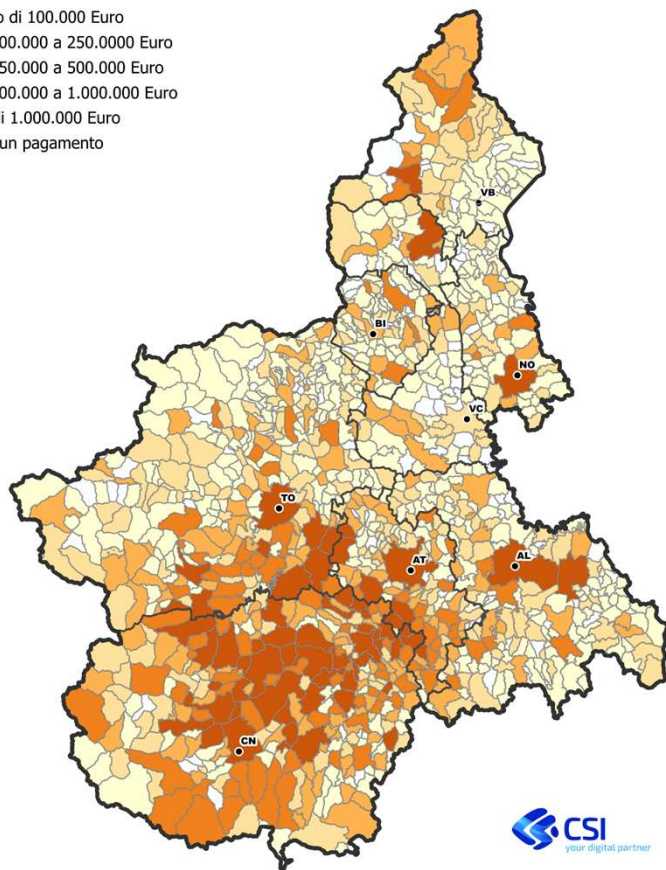 o di 100.000 Euro
00.000 a 250.0000 Euro
50.000 a 500.000 Euro
00.000 a 1.000.000 Euro
di 1.000.000 Euro
un pagamento
VB
BI
NO
VC
TO
AT
AL
CN
CSI
your digital partner